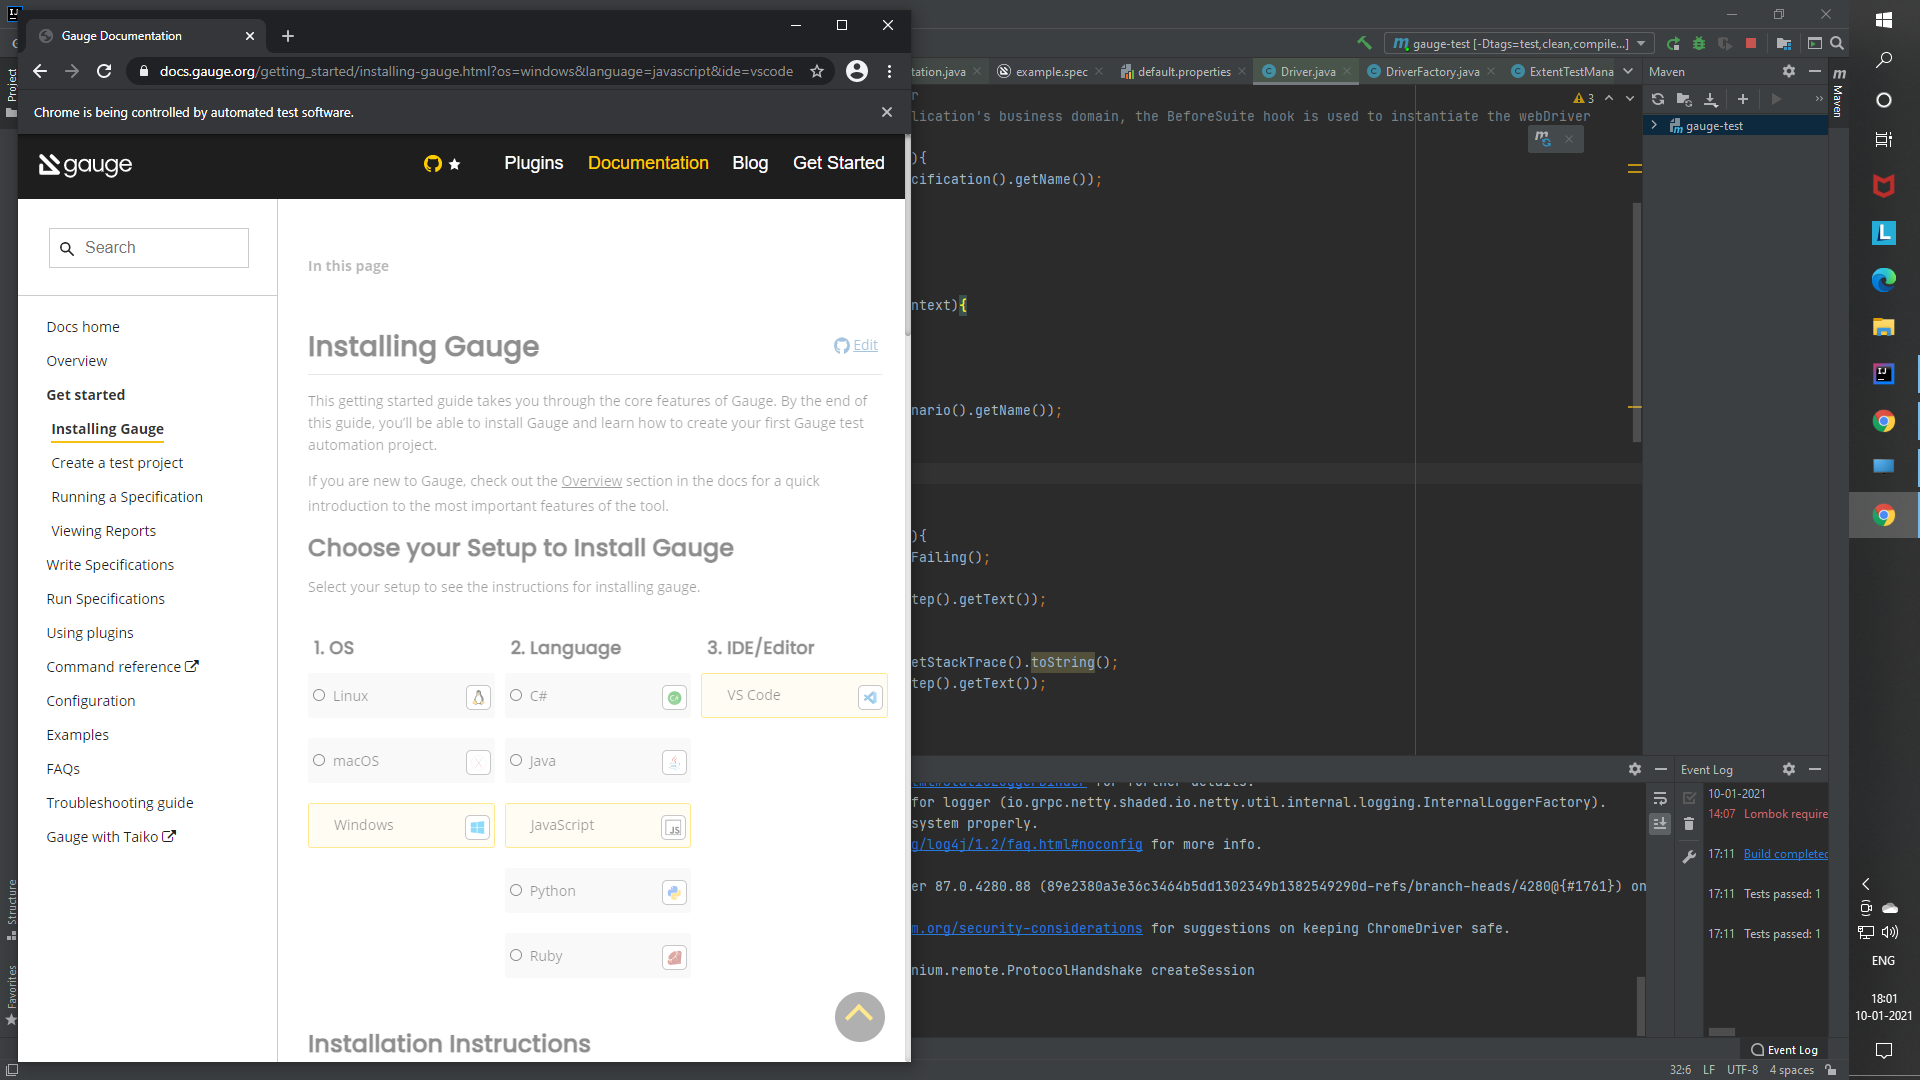 Gauge Documentation
docs.gauge.org/getting_started/installing-gauge.html?os=windows&language=javascript&ide=vscode
Chrome is being controlled by automated test software.
gauge
Plugins
Documentation
Blog
Get Started
Search
Docs home
Overview
Get started
Installing Gauge
Create a test project
Running a Specification
Viewing Reports
Write Specifications
Run Specifications
Using plugins
Command reference
Configuration
Examples
FAQs
Troubleshooting guide
Gauge with Taiko
In this page
Installing Gauge
Edit
This getting started guide takes you through the core features of Gauge. By the end of
this guide, you'll be able to install Gauge and learn how to create your first Gauge test
automation project.
If you are new to Gauge, check out the Overview section in the docs for a quick
introduction to the most important features of the tool.
Choose your Setup to Install Gauge
Select your setup to see the instructions for installing gauge.
1. OS
2. Language
3. IDE/Editor
Linux
C#
VS Code
macOS
Java
Windows
JavaScript
JS
Python
Ruby
Installation Instructions
Project
Structure
Favorites
gauge-test [-Dtags=test,clean,compile...]
tation.java
example.spec
default.properties
Driver.java
DriverFactory.java
ExtentTestMana
Maven
3
r
lication's business domain, the BeforeSuite hook is used to instantiate the webDriver
){
cification().getName());
ntext){
nario().getName());
){
Failing();
tep().getText());
etStackTrace().toString();
tep().getText());
gauge-test
Maven
for further details.
for logger (io.grpc.netty.shaded.io.netty.util.internal.logging.InternalLoggerFactory).
system properly.
g/log4j/1.2/faq.html#noconfig for more info.
er 87.0.4280.88 (89e2380a3e36c3464b5dd1302349b1382549290d-refs/branch-heads/4280@{#1761}) on
m.org/security-considerations for suggestions on keeping ChromeDriver safe.
nium.remote.ProtocolHandshake createSession
Event Log
10-01-2021
14:07 Lombok require
17:11 Build completed
17:11 Tests passed: 1
17:11 Tests passed: 1
Event Log
32:6 LF UTF-8 4 spaces
ENG
18:01
10-01-2021